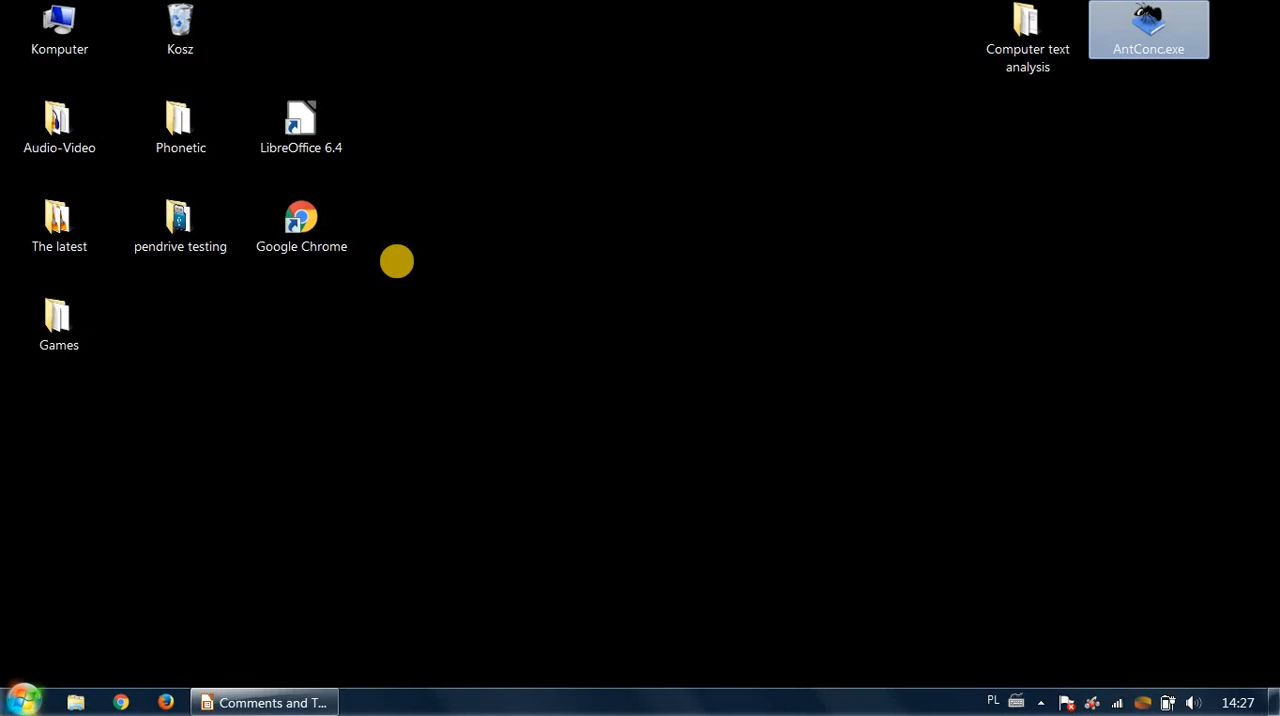 Komputer
Kosz
Computer text
analysis
AntConc.exe
Audio-Video
Phonetic
LibreOffice 6.4
The latest
pendrive testing
Google Chrome
Games
Comments and T...
PL
14:27